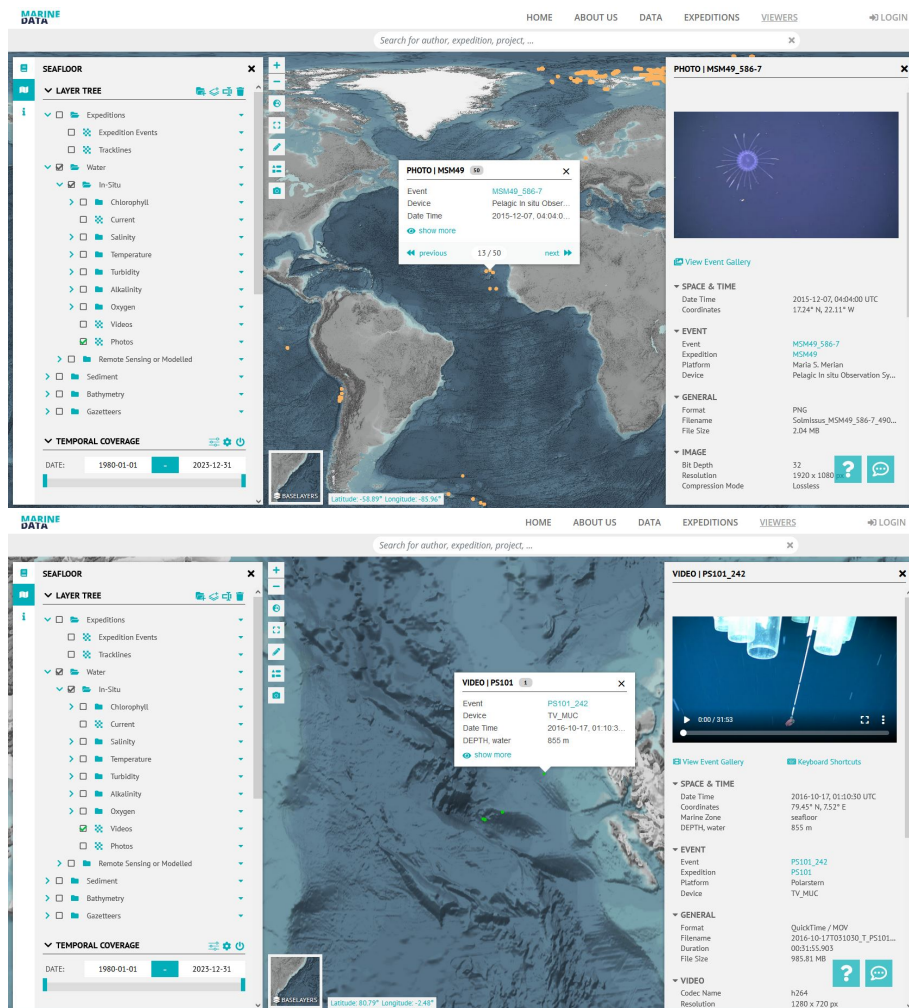 MARINE
DATA
HOME ABOUT US DATA EXPEDITIONS VIEWERS LOGIN
Search for author, expedition, project, ...
SEAFLOOR
LAYER TREE
Expeditions
Expedition Events
Tracklines
Water
In-Situ
Chlorophyll
Current
Salinity
Temperature
Turbidity
Alkalinity
Oxygen
Videos
Photos
Remote Sensing or Modelled
Sediment
Bathymetry
Gazetteers
TEMPORAL COVERAGE
DATE: 1980-01-01 - 2023-12-31
BASELAYERS
Latitude: -58.89° Longitude: -85.96°
PHOTO | MSM49 50
Event MSM49_586-7
Device Pelagic In situ Obser...
Date Time 2015-12-07, 04:04:0...
show more
previous 13 / 50 next
PHOTO | MSM49_586-7
View Event Gallery
SPACE & TIME
Date Time 2015-12-07, 04:04:00 UTC
Coordinates 17.24° N, 22.11° W
EVENT
Event MSM49_586-7
Expedition MSM49
Platform Maria S. Merian
Device Pelagic In situ Observation Sy...
GENERAL
Format PNG
Filename Solmissus_MSM49_586-7_490...
File Size 2.04 MB
IMAGE
Bit Depth 32
Resolution 1920 x 1080 px
Compression Mode Lossless
MARINE
DATA
HOME ABOUT US DATA EXPEDITIONS VIEWERS LOGIN
Search for author, expedition, project, ...
SEAFLOOR
LAYER TREE
Expeditions
Expedition Events
Tracklines
Water
In-Situ
Chlorophyll
Current
Salinity
Temperature
Turbidity
Alkalinity
Oxygen
Videos
Photos
Remote Sensing or Modelled
Sediment
Bathymetry
Gazetteers
TEMPORAL COVERAGE
DATE: 1980-01-01 - 2023-12-31
BASELAYERS
Latitude: 80.79° Longitude: -2.48°
VIDEO | PS101 1
Event PS101_242
Device TV_MUC
Date Time 2016-10-17, 01:10:3...
DEPTH, water 855 m
show more
VIDEO | PS101_242
0:00 / 31:53
View Event Gallery Keyboard Shortcuts
SPACE & TIME
Date Time 2016-10-17, 01:10:30 UTC
Coordinates 79.45° N, 7.52° E
Marine Zone seafloor
DEPTH, water 855 m
EVENT
Event PS101_242
Expedition PS101
Platform Polarstern
Device TV_MUC
GENERAL
Format QuickTime / MOV
Filename 2016-10-17T031030_T_PS101...
Duration 00:31:55.903
File Size 985.81 MB
VIDEO
Codec Name h264
Resolution 1280 x 720 px